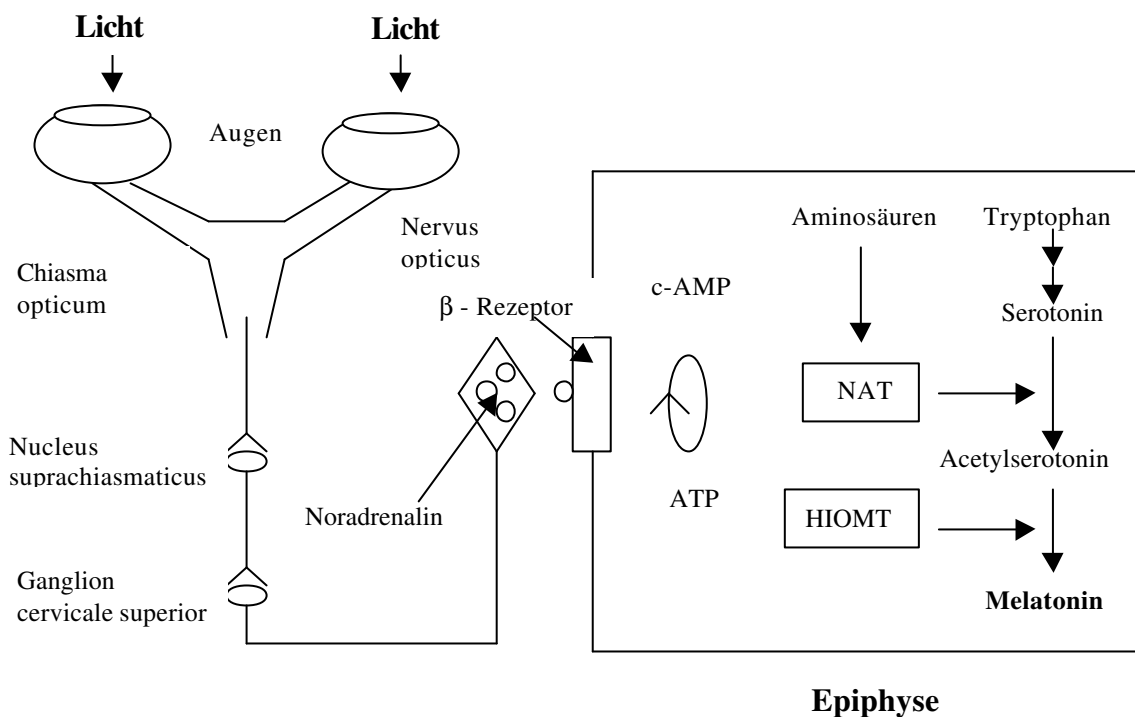 Licht
Licht
Augen
Nervus
opticus
Chiasma
opticum
β - Rezeptor
Nucleus
suprachiasmaticus
Noradrenalin
Ganglion
cervicale superior
Aminosäuren
Tryptophan
c-AMP
Serotonin
NAT
Acetylserotonin
ATP
HIOMT
Melatonin
Epiphyse